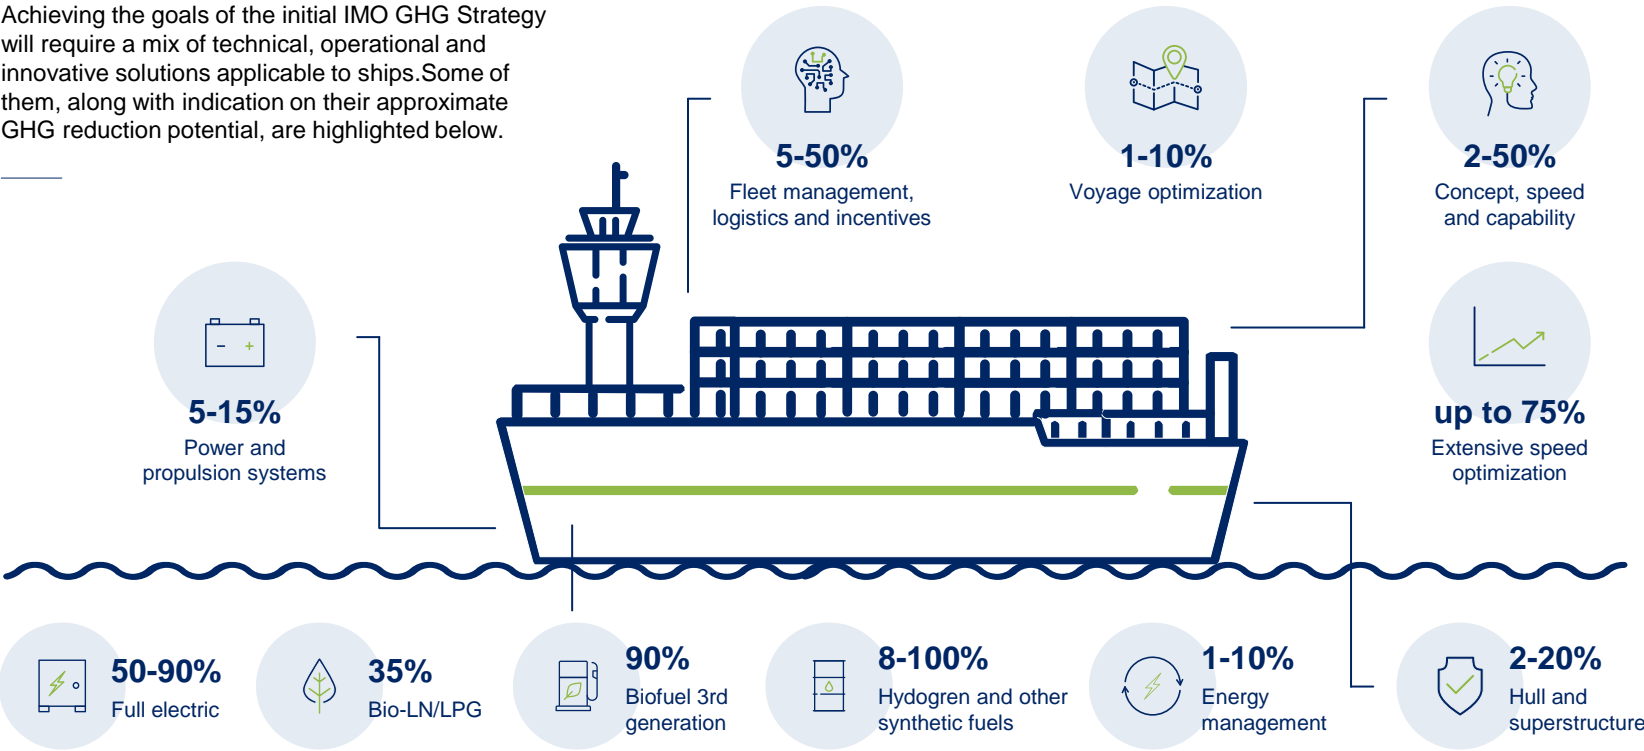 Achieving the goals of the initial IMO GHG Strategy
will require a mix of technical, operational and
innovative solutions applicable to ships.Some of
them, along with indication on their approximate
GHG reduction potential, are highlighted below.
5-50%
Fleet management,
logistics and incentives
1-10%
Voyage optimization
2-50%
Concept, speed
and capability
5-15%
Power and
propulsion systems
up to 75%
Extensive speed
optimization
50-90%
Full electric
35%
Bio-LN/LPG
90%
Biofuel 3rd
generation
8-100%
Hydogren and other
synthetic fuels
1-10%
Energy
management
2-20%
Hull and
superstructure